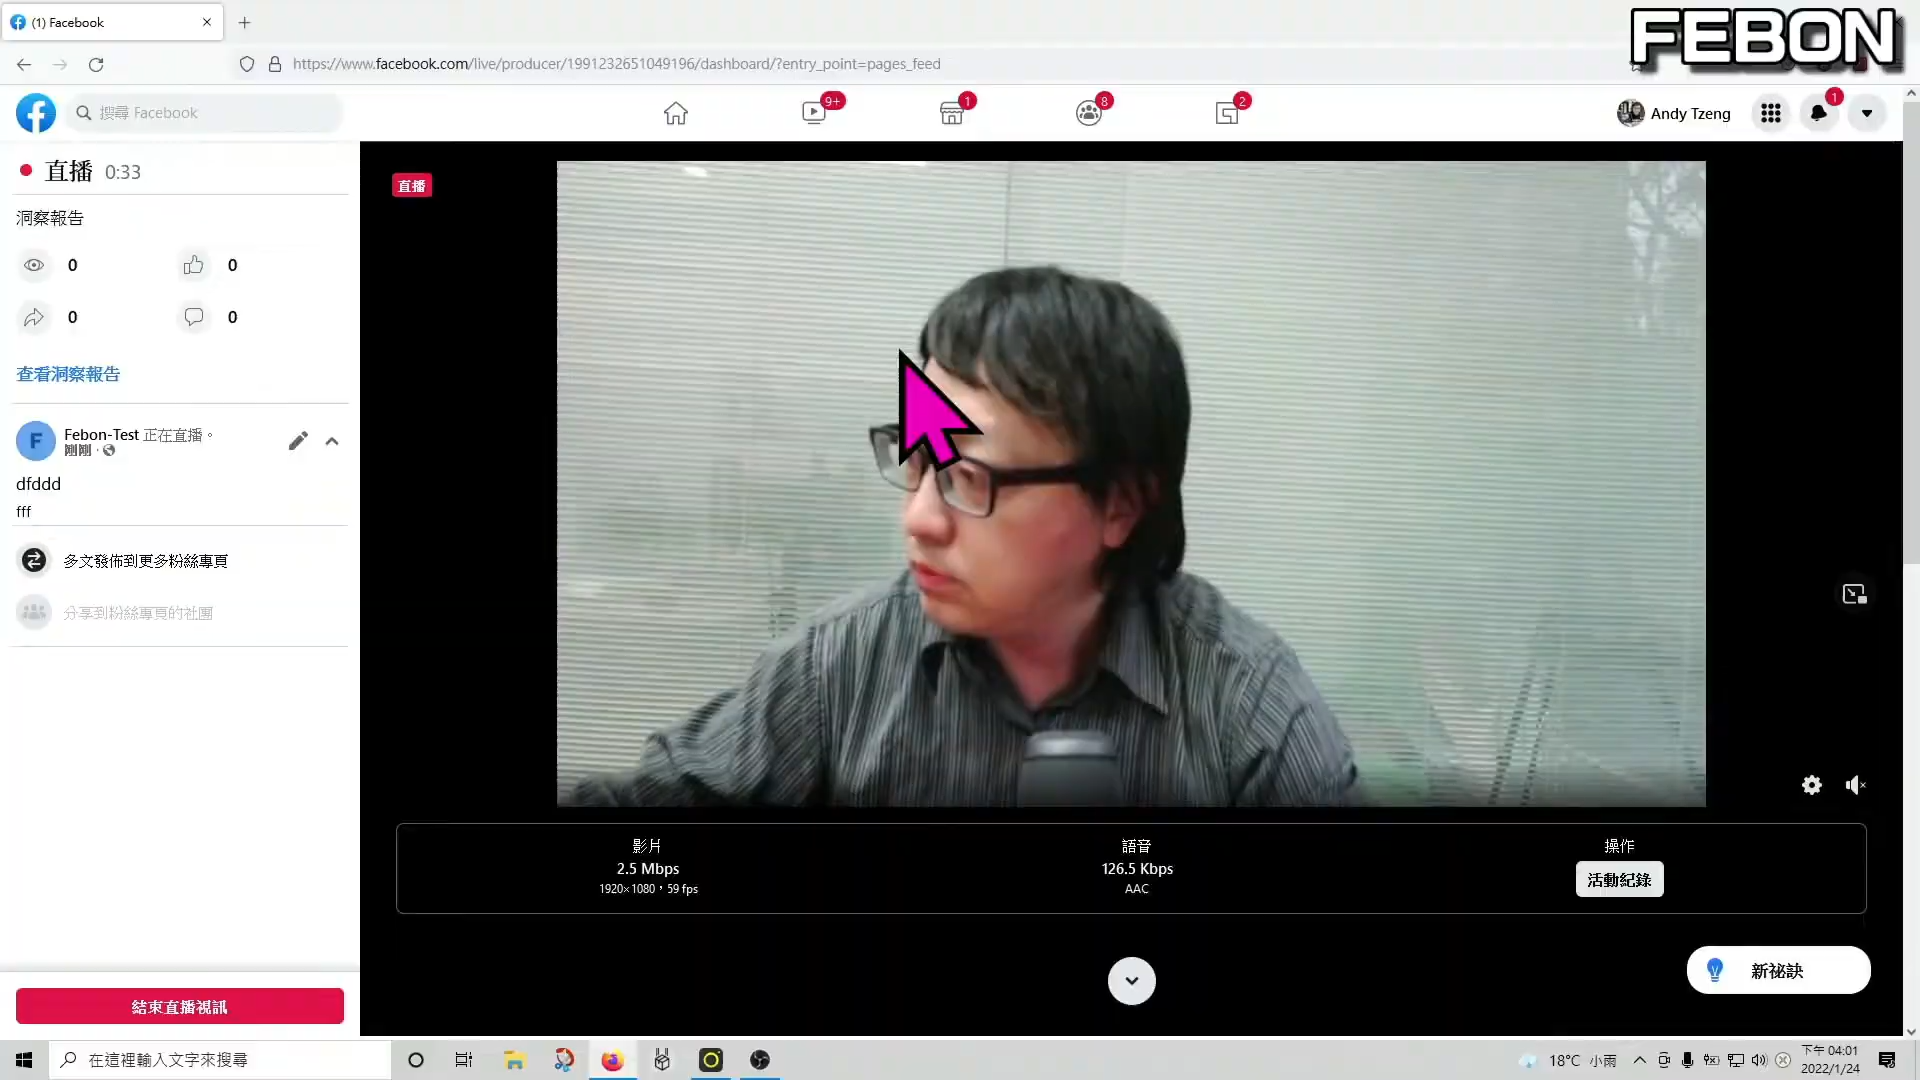 (1) Facebook
FEBON
https://www.facebook.com/live/producer/1991232651049196/dashboard/?entry_point=pages_feed
搜尋 Facebook
9+
1
8
2
Andy Tzeng
1
直播 0:33
直播
洞察報告
0
0
0
0
查看洞察報告
F
Febon-Test 正在直播。
剛剛 ·
dfddd
fff
多文發佈到更多粉絲專頁
分享到粉絲專頁的社團
影片
2.5 Mbps
1920×1080，59 fps
語音
126.5 Kbps
AAC
操作
活動紀錄
新祕訣
結束直播視訊
在這裡輸入文字來搜尋
18°C 小雨
下午 04:01
2022/1/24